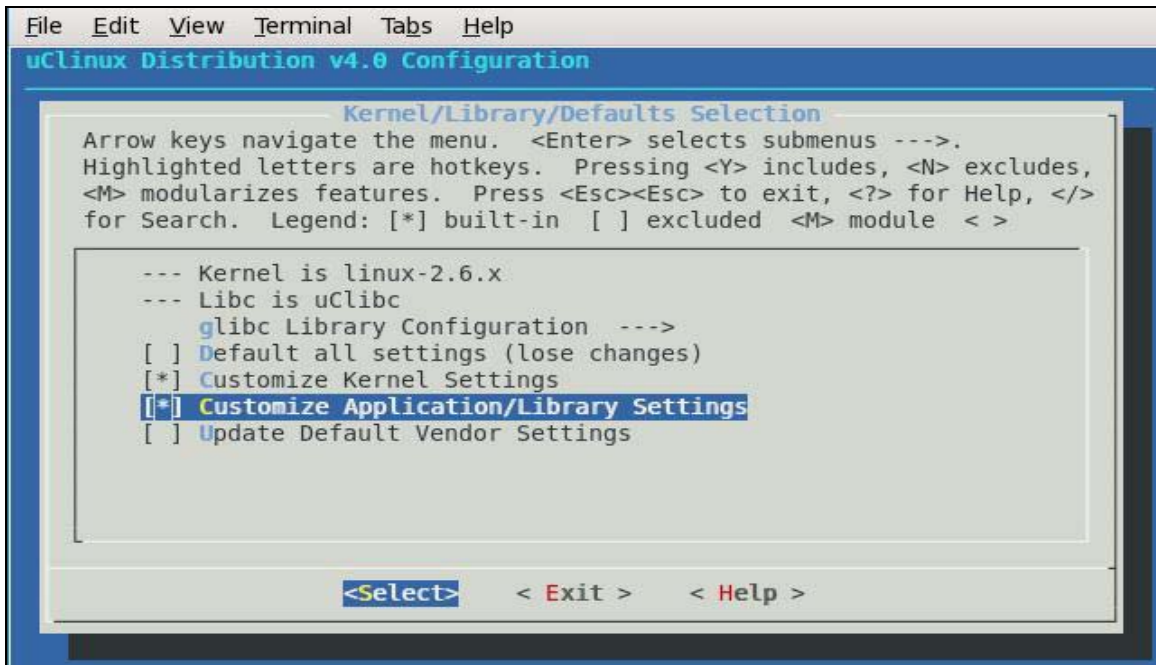 File Edit View Terminal Tabs Help
uClinux Distribution v4.0 Configuration
Kernel/Library/Defaults Selection
Arrow keys navigate the menu. <Enter> selects submenus --->.
Highlighted letters are hotkeys. Pressing <Y> includes, <N> excludes,
<M> modularizes features. Press <Esc><Esc> to exit, <?> for Help, </>
for Search. Legend: [*] built-in [ ] excluded <M> module < >
--- Kernel is linux-2.6.x
--- Libc is uClibc
glibc Library Configuration --->
[ ] Default all settings (lose changes)
[*] Customize Kernel Settings
[*] Customize Application/Library Settings
[ ] Update Default Vendor Settings
<Select> < Exit > < Help >